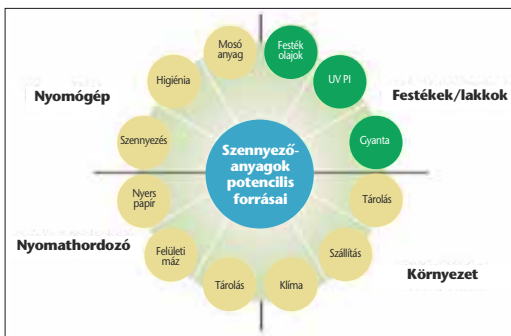 Mosó
anyag
Festék
olajok
Higiénia
UV PI
Nyomógép
Festékek/lakkok
Szennyezés
Gyanta
Szennyező-
anyagok
potencilis
forrásai
Nyers
papír
Tárolás
Nyomathordozó
Felületi
máz
Szállítás
Környezet
Tárolás
Klíma